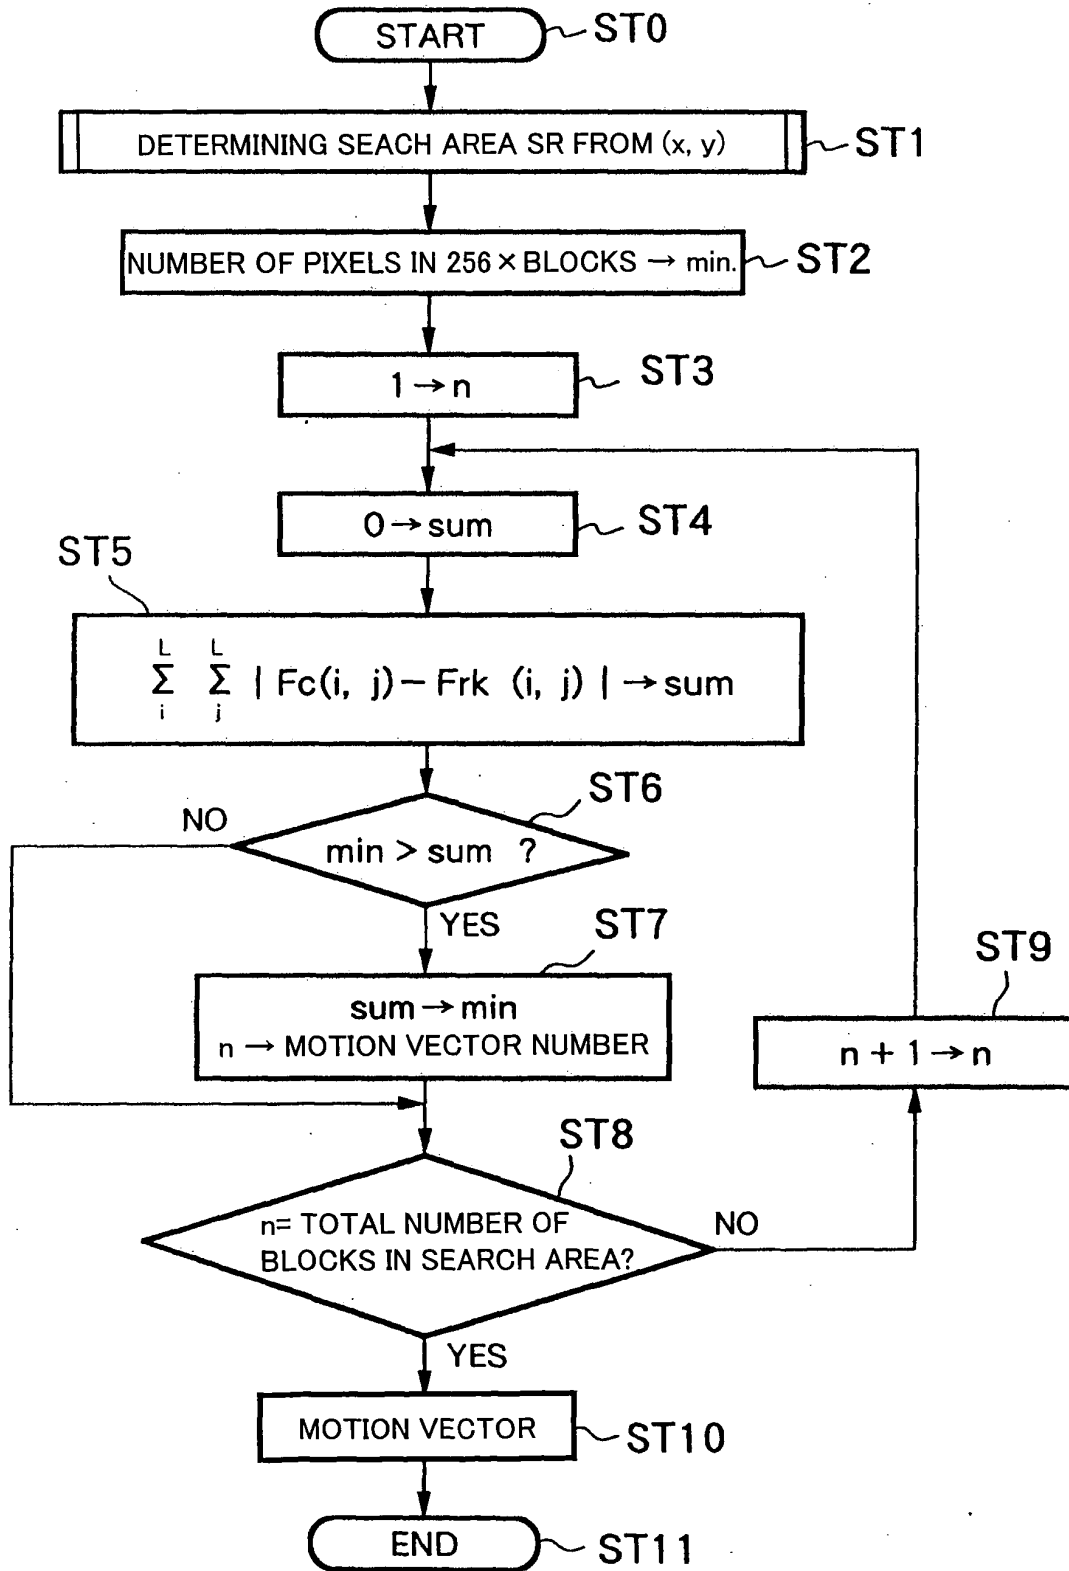 START
ST0
DETERMINING SEACH AREA SR FROM (x, y)
ST1
NUMBER OF PIXELS IN 256 × BLOCKS → min.
ST2
1 → n
ST3
0 → sum
ST4
ST5
L L
Σ Σ | Fc(i, j) – Frk (i, j) | → sum
i j
ST6
NO
min > sum ?
YES
ST7
sum → min
n → MOTION VECTOR NUMBER
ST9
n + 1 → n
ST8
n= TOTAL NUMBER OF
BLOCKS IN SEARCH AREA?
NO
YES
MOTION VECTOR
ST10
END
ST11